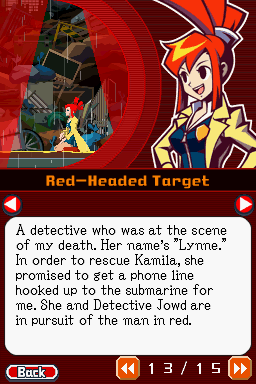 Red-Headed Target
A detective who was at the scene
of my death. Her name's "Lynne."
In order to rescue Kamila, she
promised to get a phone line
hooked up to the submarine for
me. She and Detective Jowd are
in pursuit of the man in red.
Back
13/15